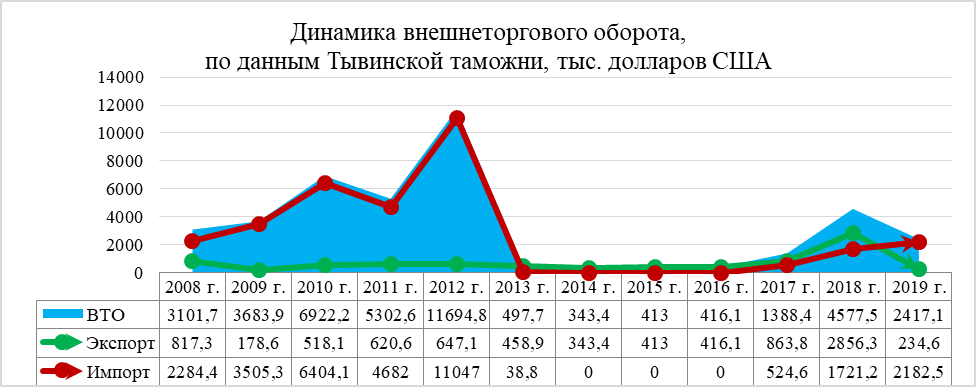 Динамика внешнеторгового оборота,
по данным Тывинской таможни, тыс. долларов США
14000
12000
10000
8000
6000
4000
2000
0
2008 г. 2009 г. 2010 г. 2011 г. 2012 г. 2013 г. 2014 г. 2015 г. 2016 г. 2017 г. 2018 г. 2019 г.
ВТО 3101,7 3683,9 6922,2 5302,6 11694,8 497,7 343,4 413 416,1 1388,4 4577,5 2417,1
Экспорт 817,3 178,6 518,1 620,6 647,1 458,9 343,4 413 416,1 863,8 2856,3 234,6
Импорт 2284,4 3505,3 6404,1 4682 11047 38,8 0 0 0 524,6 1721,2 2182,5